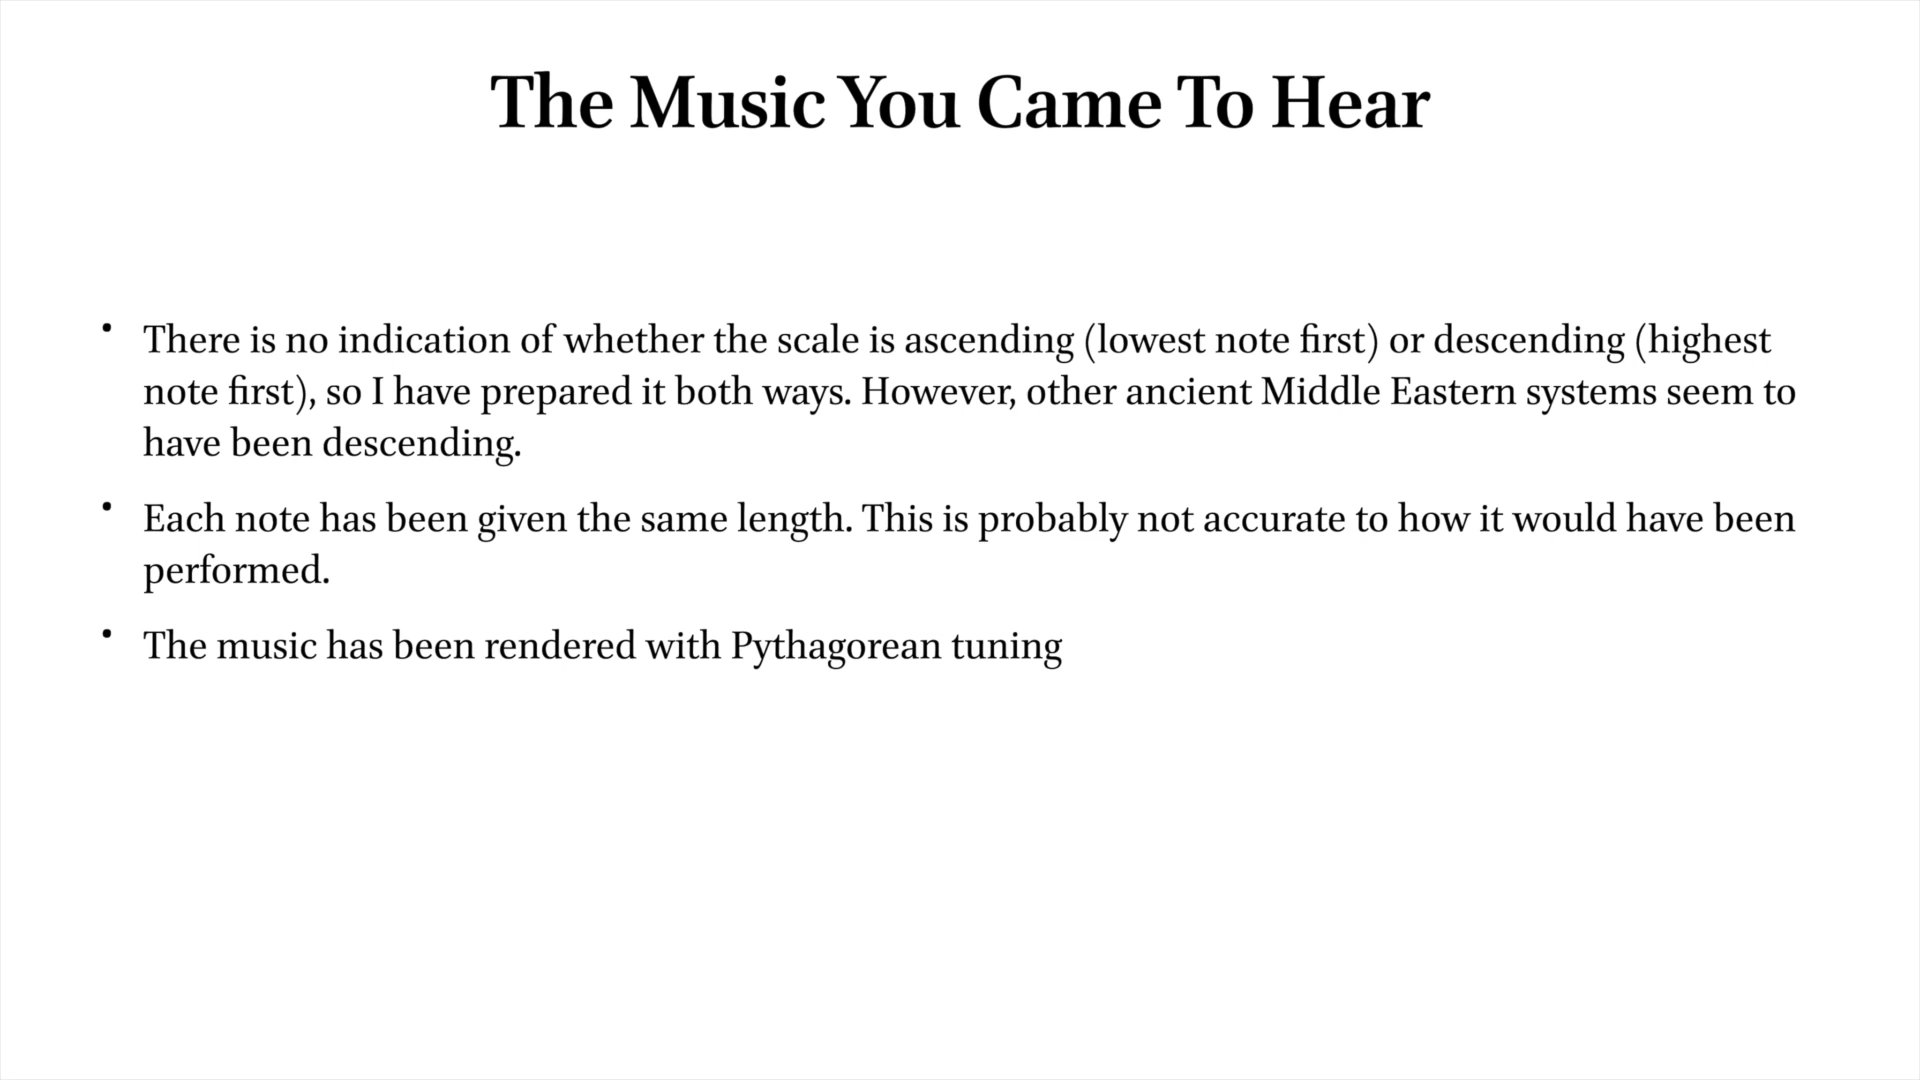 The Music You Came To Hear
• There is no indication of whether the scale is ascending (lowest note first) or descending (highest
note first), so I have prepared it both ways. However, other ancient Middle Eastern systems seem to
have been descending.
• Each note has been given the same length. This is probably not accurate to how it would have been
performed.
• The music has been rendered with Pythagorean tuning